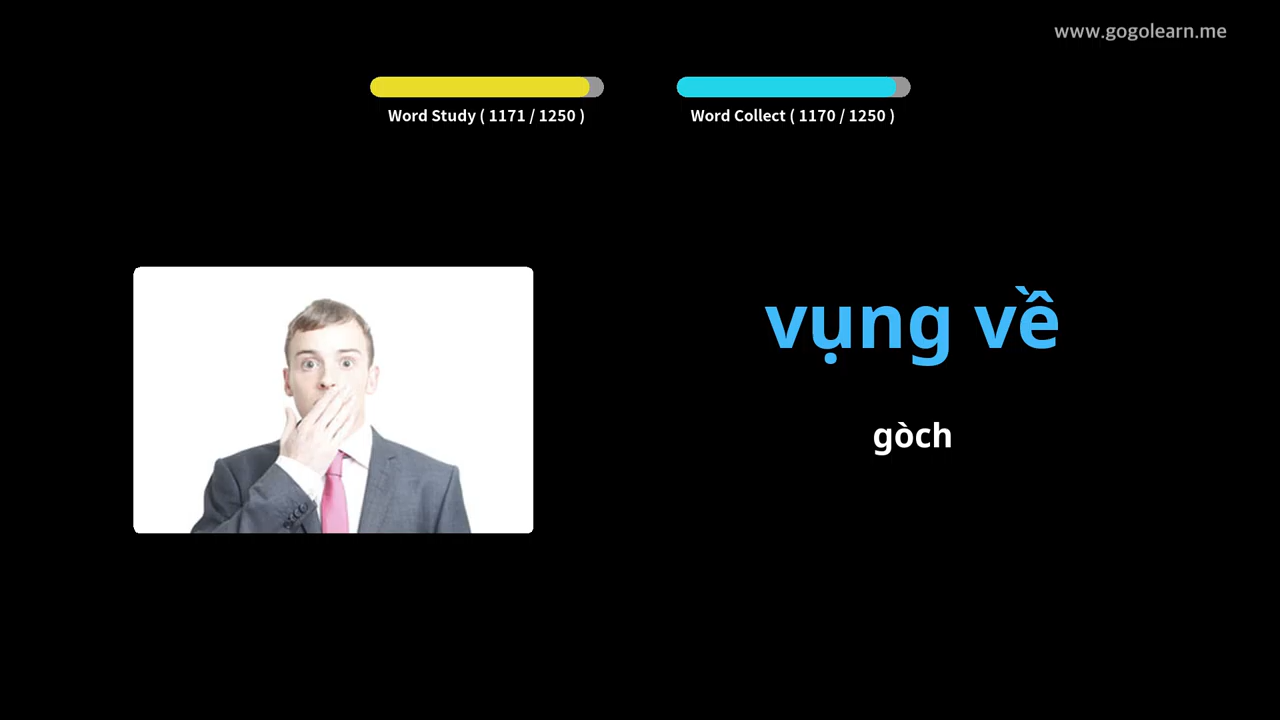 www.gogolearn.me
Word Study ( 1171 / 1250 )
Word Collect ( 1170 / 1250 )
vụng về
gòch